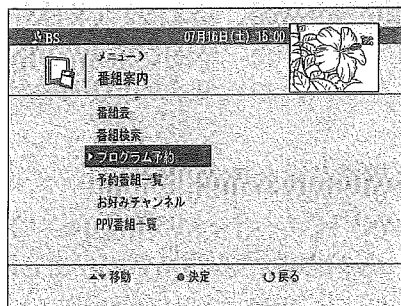 BS 07月16日(土) 16:00
メニュー>
番組案内
番組表
番組検索
プログラム予約
予約番組一覧
お好みチャンネル
PPV番組一覧
▲▼移動 ●決定 戻る